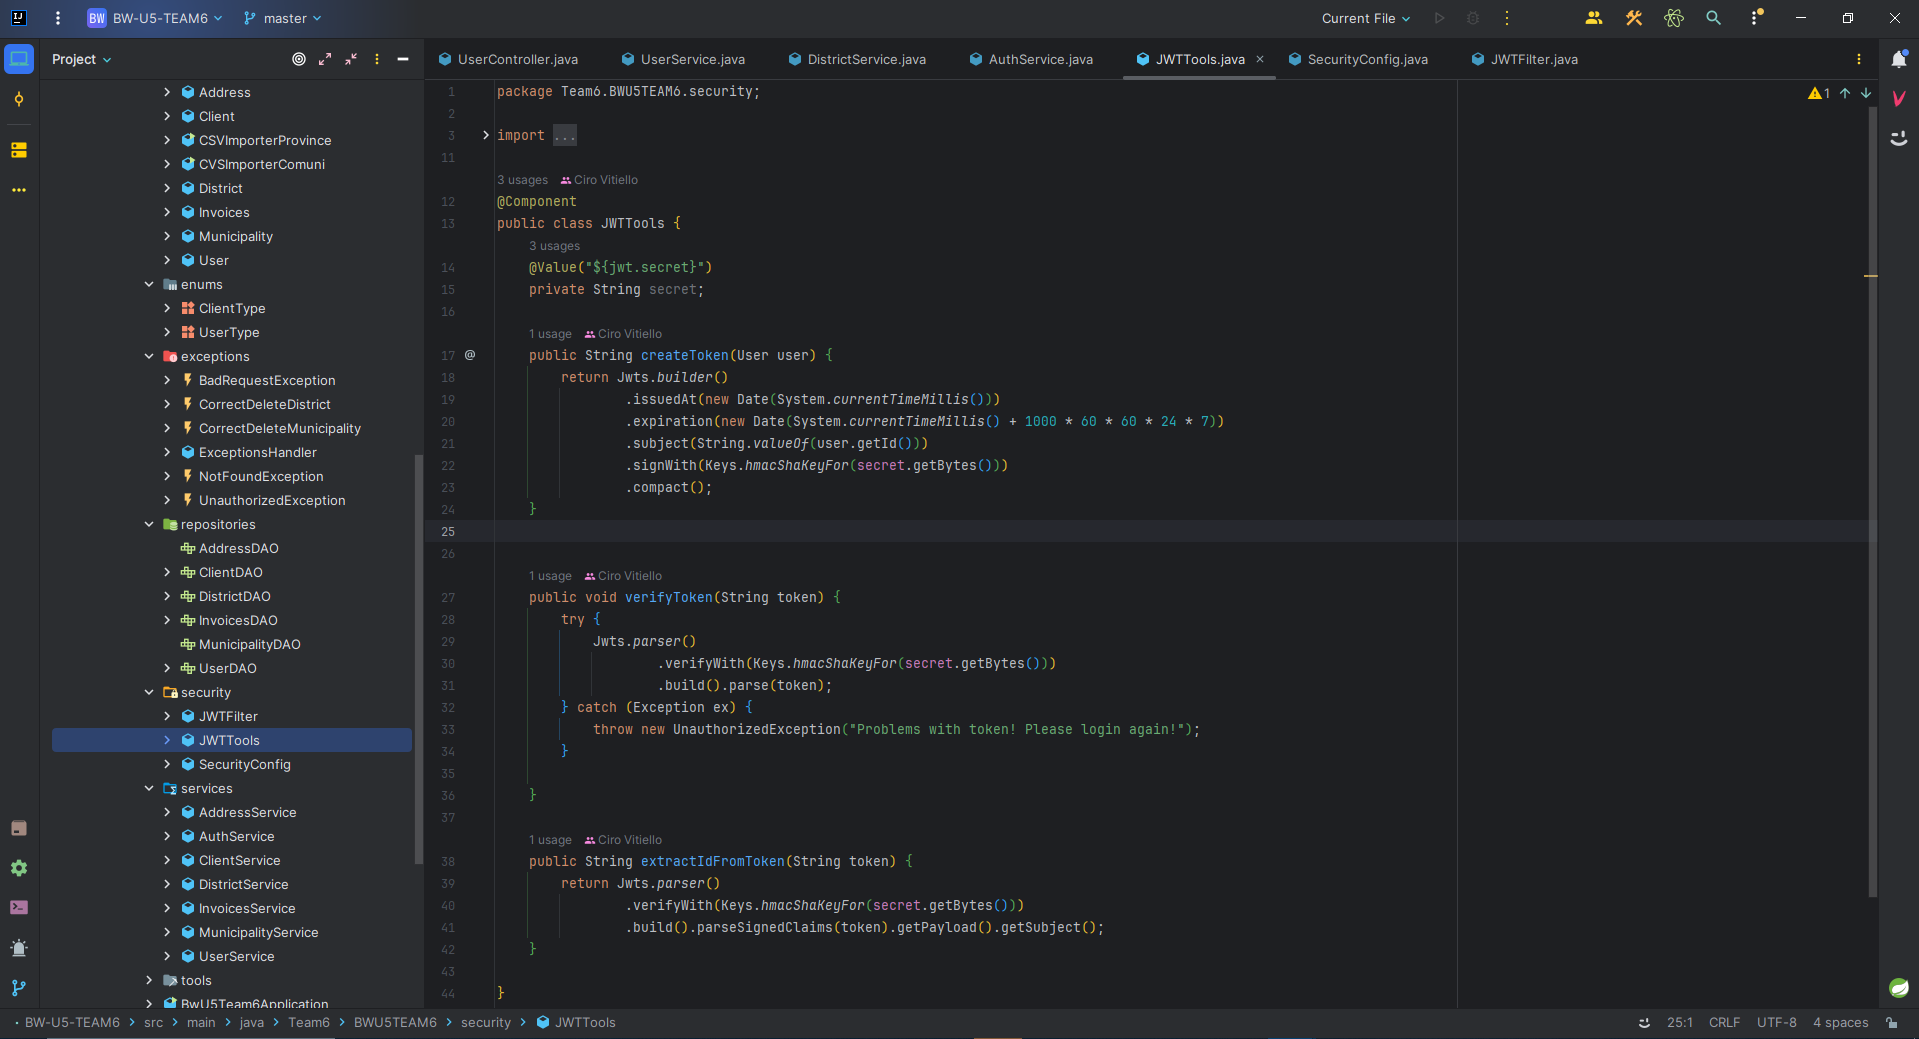 BW BW-U5-TEAM6 master Current File
Project
UserController.java UserService.java DistrictService.java AuthService.java JWTTools.java SecurityConfig.java JWTFilter.java
Address
Client
CSVImporterProvince
CVSImporterComuni
District
Invoices
Municipality
User
enums
ClientType
UserType
exceptions
BadRequestException
CorrectDeleteDistrict
CorrectDeleteMunicipality
ExceptionsHandler
NotFoundException
UnauthorizedException
repositories
AddressDAO
ClientDAO
DistrictDAO
InvoicesDAO
MunicipalityDAO
UserDAO
security
JWTFilter
JWTTools
SecurityConfig
services
AddressService
AuthService
ClientService
DistrictService
InvoicesService
MunicipalityService
UserService
tools
BwU5Team6Application
1 package Team6.BWU5TEAM6.security;
1
2
3 import ...
11
3 usages Ciro Vitiello
12 @Component
13 public class JWTTools {
3 usages
14 @Value("${jwt.secret}")
15 private String secret;
16
1 usage Ciro Vitiello
17 @ public String createToken(User user) {
18 return Jwts.builder()
19 .issuedAt(new Date(System.currentTimeMillis()))
20 .expiration(new Date(System.currentTimeMillis() + 1000 * 60 * 60 * 24 * 7))
21 .subject(String.valueOf(user.getId()))
22 .signWith(Keys.hmacShaKeyFor(secret.getBytes()))
23 .compact();
24 }
25
26
1 usage Ciro Vitiello
27 public void verifyToken(String token) {
28 try {
29 Jwts.parser()
30 .verifyWith(Keys.hmacShaKeyFor(secret.getBytes()))
31 .build().parse(token);
32 } catch (Exception ex) {
33 throw new UnauthorizedException("Problems with token! Please login again!");
34 }
35
36 }
37
1 usage Ciro Vitiello
38 public String extractIdFromToken(String token) {
39 return Jwts.parser()
40 .verifyWith(Keys.hmacShaKeyFor(secret.getBytes()))
41 .build().parseSignedClaims(token).getPayload().getSubject();
42 }
43
44 }
BW-U5-TEAM6 > src > main > java > Team6 > BWU5TEAM6 > security > JWTTools
25:1 CRLF UTF-8 4 spaces